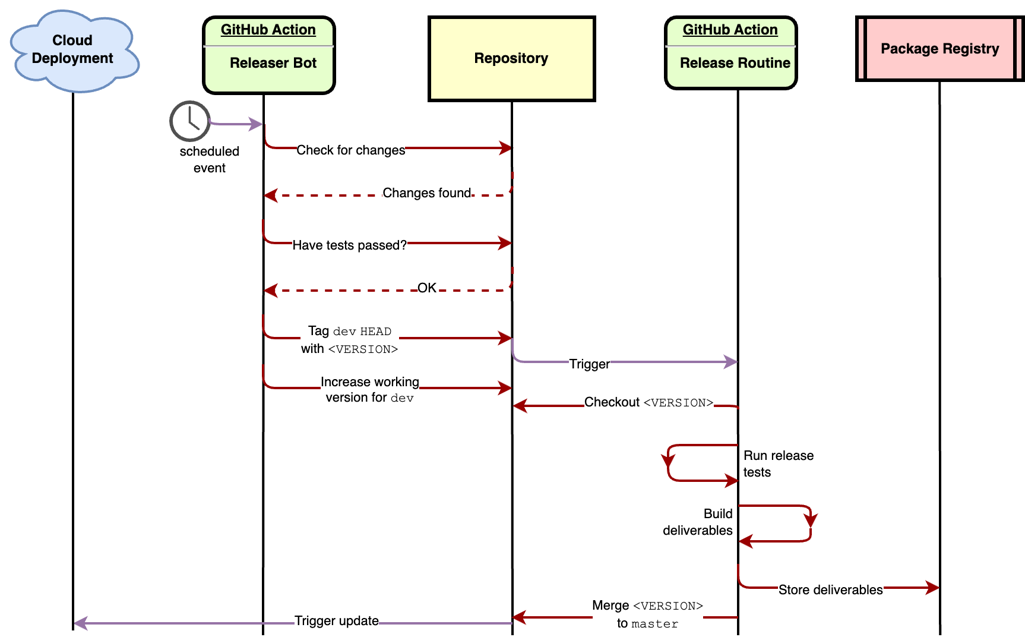 Cloud
Deployment
GitHub Action
Releaser Bot
Repository
GitHub Action
Release Routine
Package Registry
scheduled
event
Check for changes
Changes found
Have tests passed?
OK
Tag dev HEAD
with <VERSION>
Trigger
Increase working
version for dev
Checkout <VERSION>
Run release
tests
Build
deliverables
Store deliverables
Merge <VERSION>
to master
Trigger update